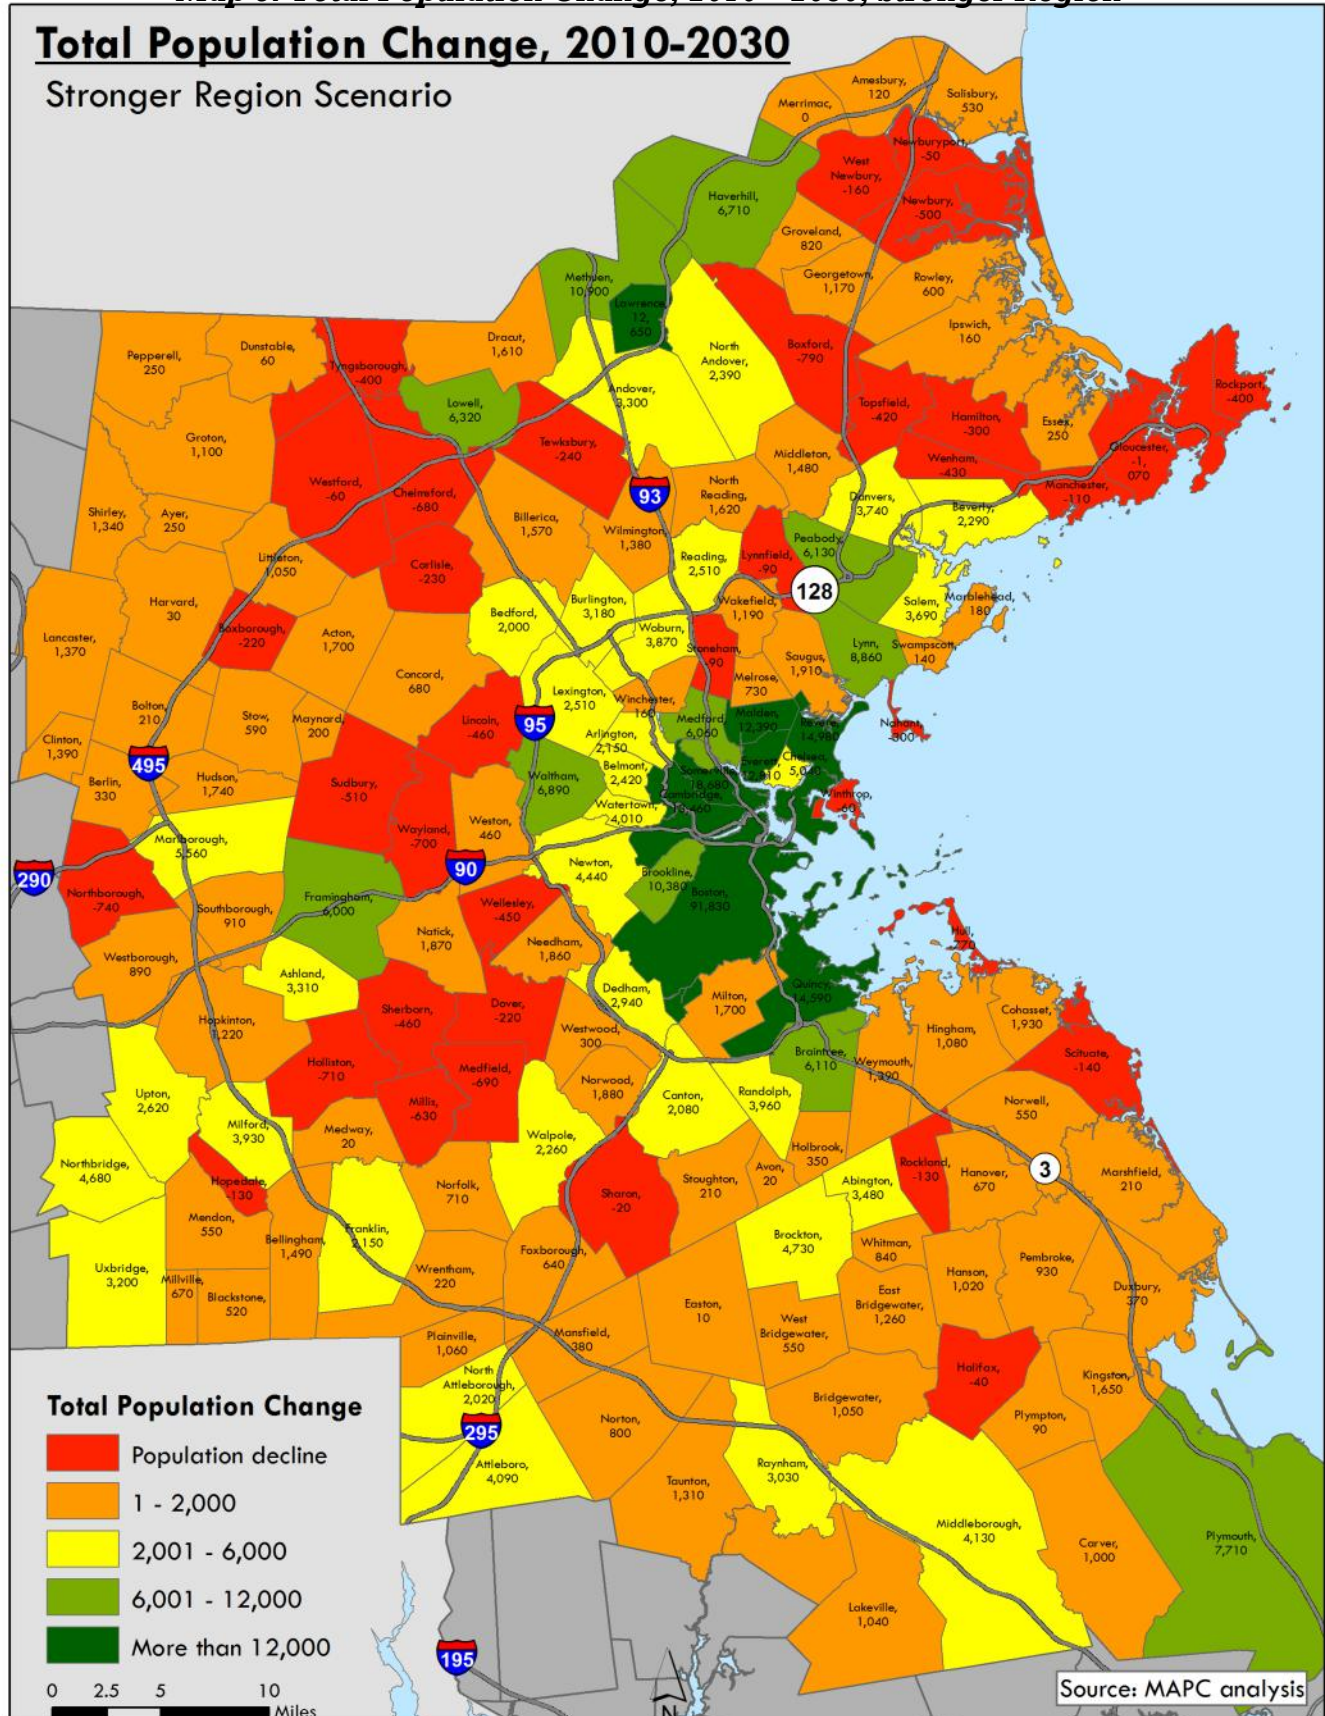 Map 6: Total Population Change, 2010 - 2030, Stronger Region
Total Population Change, 2010-2030
Stronger Region Scenario
Amesbury,
120
Salisbury,
530
Merrimac,
0
Newburyport,
-50
West
Newbury,
-160
Haverhill,
6,710
Newbury,
-500
Groveland,
820
Georgetown,
1,170
Rowley,
600
Methuen,
10,900
Lawrence,
12,
650
Ipswich,
160
Dracut,
1,610
North
Andover,
2,390
Boxford,
-790
Dunstable,
60
Pepperell,
250
Tyngsborough,
-400
Rockport,
-400
Andover,
3,300
Lowell,
6,320
Topsfield,
-420
Hamilton,
-300
Essex,
250
Groton,
1,100
Tewksbury,
-240
Gloucester,
-1,
070
Middleton,
1,480
Wenham,
-430
Westford,
-60
Chelmsford,
-680
93
North
Reading,
1,620
Manchester,
-110
Danvers,
3,740
Beverly,
2,290
Shirley,
1,340
Ayer,
250
Billerica,
1,570
Wilmington,
1,380
Peabody,
6,130
Littleton,
1,050
Carlisle,
-230
Reading,
2,510
Lynnfield,
-90
128
Harvard,
30
Burlington,
3,180
Wakefield,
1,190
Salem,
3,690
Marblehead,
180
Bedford,
2,000
Boxborough,
-220
Acton,
1,700
Woburn,
3,870
Lancaster,
1,370
Stoneham,
-90
Saugus,
1,910
Lynn,
8,860
Swampscott,
140
Concord,
680
Melrose,
730
Lexington,
2,510
Winchester,
160
Bolton,
210
Stow,
590
Maynard,
200
Lincoln,
-460
95
Medford,
6,060
Malden,
12,390
Revere,
14,980
Nahant,
-300
Clinton,
1,390
Arlington,
2,150
495
Everett,
Chelsea,
5,040
Berlin,
330
Hudson,
1,740
Sudbury,
-510
Waltham,
6,890
Belmont,
2,420
Somerville,
18,680
Cambridge,
Winthrop,
-60
Watertown,
4,010
Wayland,
-700
Weston,
460
Marlborough,
5,560
290
90
Newton,
4,440
Brookline,
10,380
Northborough,
-740
Framingham,
6,000
Boston,
91,830
Southborough,
910
Wellesley,
-450
Natick,
1,870
Needham,
1,860
Hull,
-770
Westborough,
890
Ashland,
3,310
Dedham,
2,940
Quincy,
14,590
Milton,
1,700
Sherborn,
-460
Dover,
-220
Cohasset,
1,930
Hopkinton,
1,220
Westwood,
300
Hingham,
1,080
Holliston,
-710
Medfield,
-690
Braintree,
6,110
Weymouth,
1,390
Scituate,
-140
Upton,
2,620
Norwood,
1,880
Canton,
2,080
Randolph,
3,960
Millis,
-630
Norwell,
550
Milford,
3,930
Medway,
20
Walpole,
2,260
Holbrook,
350
Northbridge,
4,680
Hopedale,
-130
Norfolk,
710
Sharon,
-20
Stoughton,
210
Avon,
20
Rockland,
-130
Hanover,
670
3
Marshfield,
210
Abington,
3,480
Mendon,
550
Bellingham,
1,490
Franklin,
2,150
Foxborough,
640
Brockton,
4,730
Whitman,
840
Pembroke,
930
Uxbridge,
3,200
Millville,
670
Blackstone,
520
Wrentham,
220
Hanson,
1,020
Duxbury,
370
Easton,
10
East
Bridgewater,
1,260
West
Bridgewater,
550
Plainville,
1,060
Mansfield,
380
Halifax,
-40
Kingston,
1,650
North
Attleborough,
2,020
Bridgewater,
1,050
Plympton,
90
Norton,
800
295
Attleboro,
4,090
Raynham,
3,030
Taunton,
1,310
Middleborough,
4,130
Plymouth,
7,710
Carver,
1,000
Lakeville,
1,040
195
Total Population Change
Population decline
1 - 2,000
2,001 - 6,000
6,001 - 12,000
More than 12,000
0 2.5 5 10
Miles
N
Source: MAPC analysis